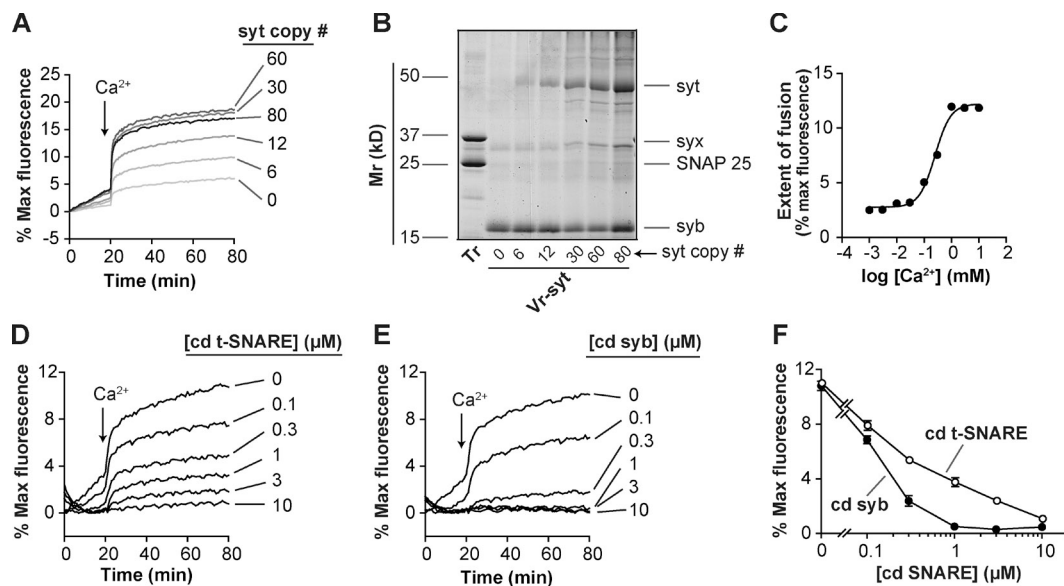 A
syt copy #
60
30
80
12
6
0
Ca²⁺
25
20
15
10
5
0
-5
% Max fluorescence
0 20 40 60 80
Time (min)
B
Mr (kD)
50
37
25
15
syt
syx
SNAP 25
syb
Tr
0 6 12 30 60 80
syt copy #
Vr-syt
C
15
10
5
0
Extent of fusion
(% max fluorescence)
-4 -3 -2 -1 0 1 2
log [Ca²⁺] (mM)
D
[cd t-SNARE] (µM)
Ca²⁺
0
0.1
0.3
1
3
10
12
8
4
0
% Max fluorescence
0 20 40 60 80
Time (min)
E
[cd syb] (µM)
Ca²⁺
0
0.1
0.3
1
3
10
12
8
4
0
% Max fluorescence
0 20 40 60 80
Time (min)
F
12
8
4
0
% Max fluorescence
cd t-SNARE
cd syb
0 0.1 1 10
[cd SNARE] (µM)